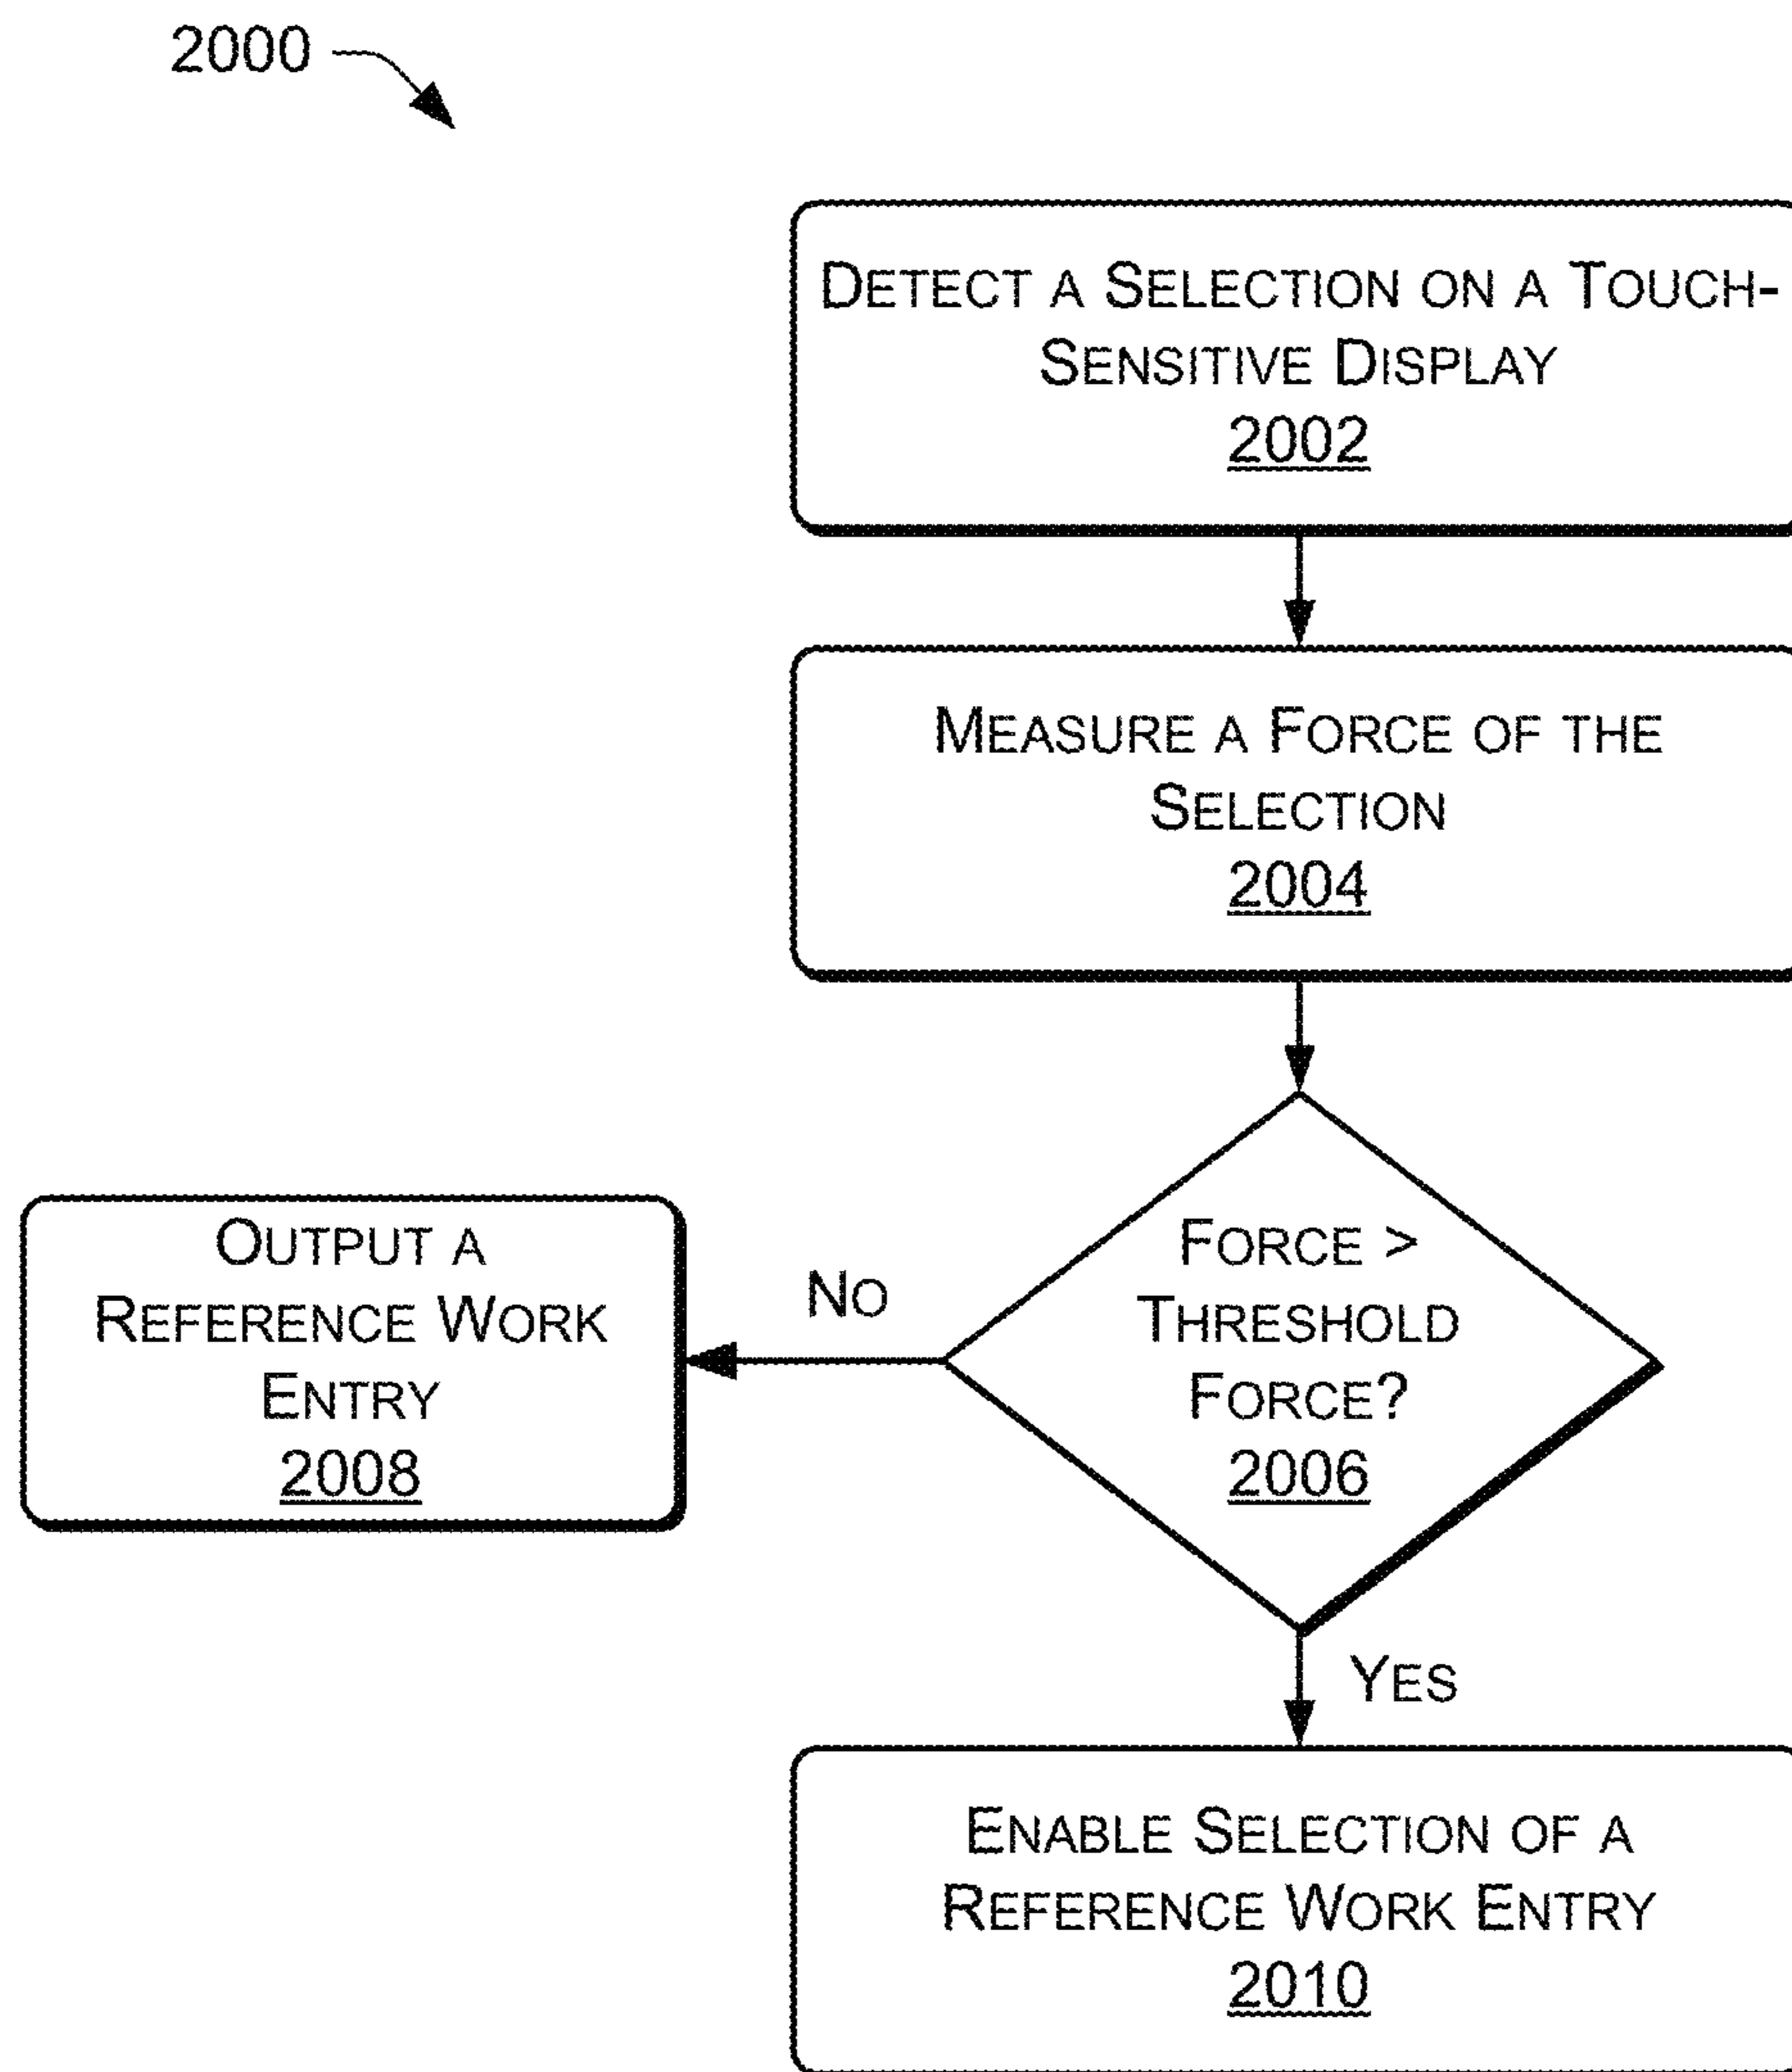 2000
DETECT A SELECTION ON A TOUCH-
SENSITIVE DISPLAY
2002
MEASURE A FORCE OF THE
SELECTION
2004
FORCE >
THRESHOLD
FORCE?
2006
NO
OUTPUT A
REFERENCE WORK
ENTRY
2008
YES
ENABLE SELECTION OF A
REFERENCE WORK ENTRY
2010